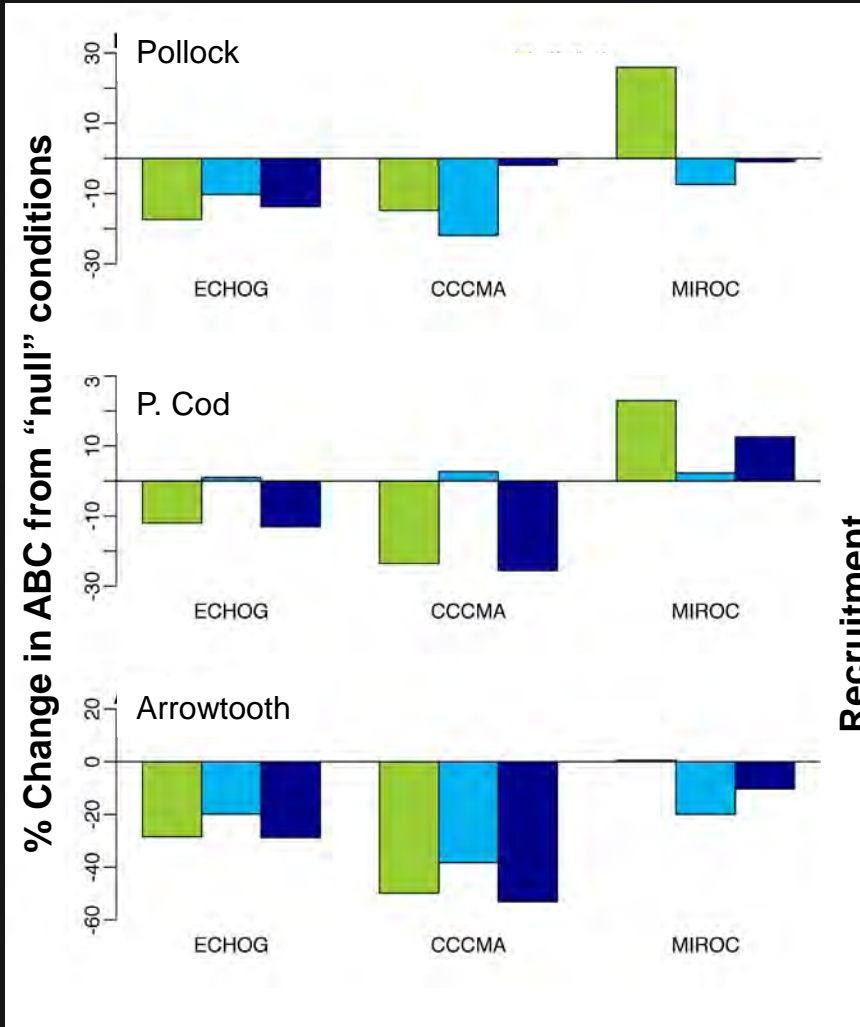 % Change in ABC from “null” conditions
Pollock
30
10
-10
-30
ECHOG CCCMA MIROC
P. Cod
3
10
-10
-30
ECHOG CCCMA MIROC
Arrowtooth
20
0
-20
-40
-60
ECHOG CCCMA MIROC
Recruitment